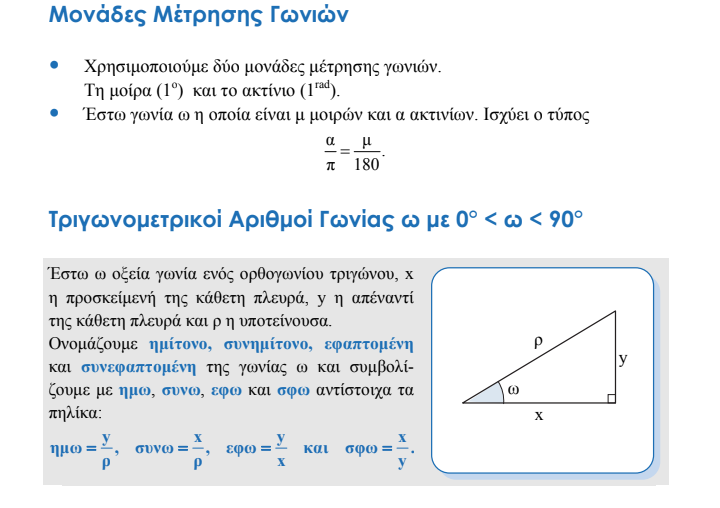 Μονάδες Μέτρησης Γωνιών
• Χρησιμοποιούμε δύο μονάδες μέτρησης γωνιών.
Τη μοίρα (1°) και το ακτίνιο (1rad).
• Έστω γωνία ω η οποία είναι μ μοιρών και α ακτινίων. Ισχύει ο τύπος
α/π = μ/180.
Τριγωνομετρικοί Αριθμοί Γωνίας ω με 0° < ω < 90°
Έστω ω οξεία γωνία ενός ορθογωνίου τριγώνου, x
η προσκείμενή της κάθετη πλευρά, y η απέναντί
της κάθετη πλευρά και ρ η υποτείνουσα.
Ονομάζουμε ημίτονο, συνημίτονο, εφαπτομένη
και συνεφαπτομένη της γωνίας ω και συμβολί-
ζουμε με ημω, συνω, εφω και σφω αντίστοιχα τα
πηλίκα:
ημω = y/ρ, συνω = x/ρ, εφω = y/x και σφω = x/y.
ρ
y
ω
x